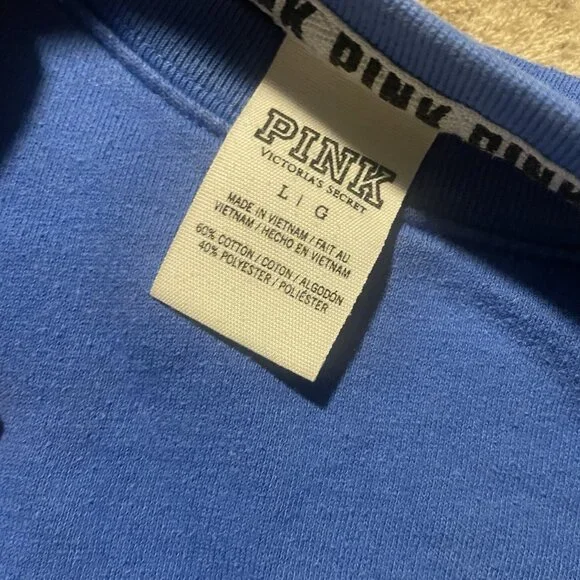 PINK PINK
PINK
VICTORIA'S SECRET
L | G
MADE IN VIETNAM / FAIT AU
VIETNAM / HECHO EN VIETNAM
60% COTTON / COTON / ALGODÓN
40% POLYESTER / POLIÉSTER